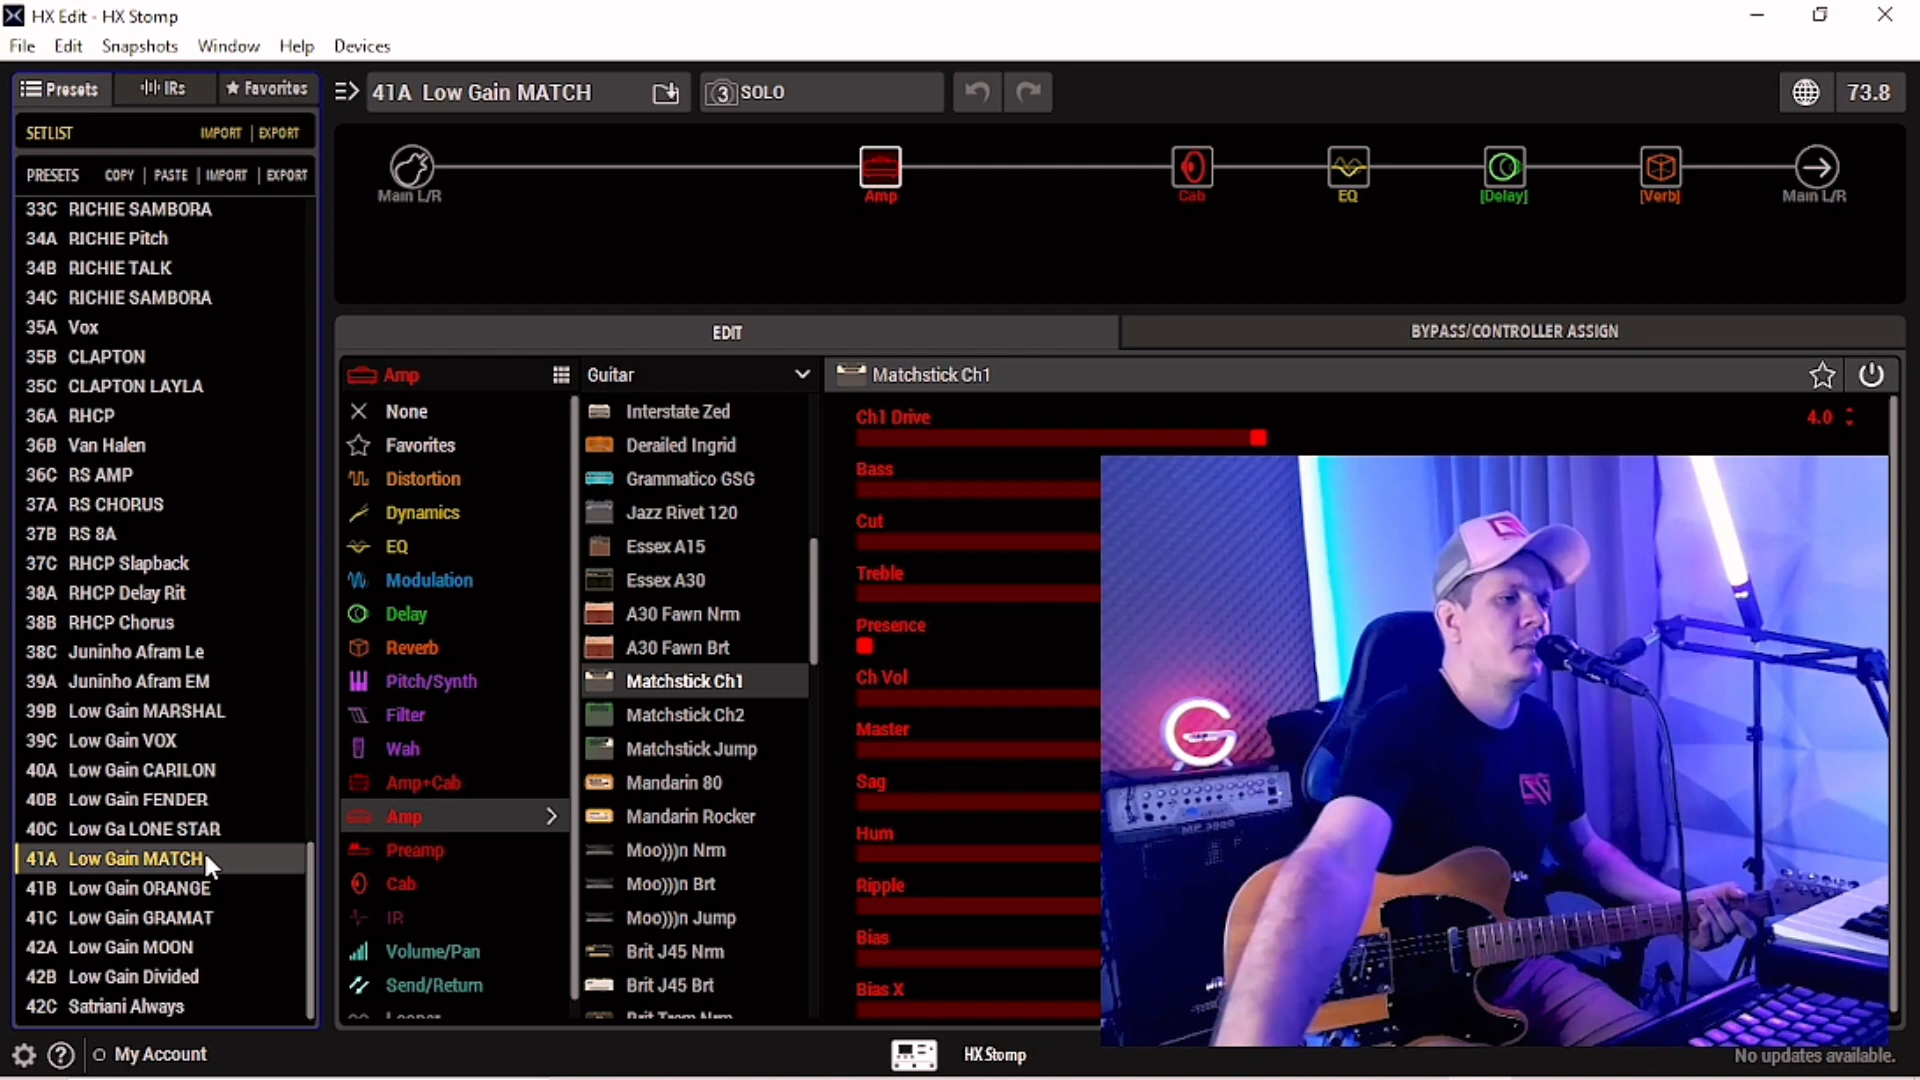 HX Edit - HX Stomp
File Edit Snapshots Window Help Devices
Presets IRs Favorites
41A Low Gain MATCH
3 SOLO
73.8
SETLIST IMPORT | EXPORT
PRESETS COPY | PASTE | IMPORT | EXPORT
Main L/R
Amp
Cab
EQ
[Delay]
[Verb]
Main L/R
33C RICHIE SAMBORA
34A RICHIE Pitch
34B RICHIE TALK
34C RICHIE SAMBORA
35A Vox
35B CLAPTON
35C CLAPTON LAYLA
36A RHCP
36B Van Halen
36C RS AMP
37A RS CHORUS
37B RS 8A
37C RHCP Slapback
38A RHCP Delay Rit
38B RHCP Chorus
38C Juninho Afram Le
39A Juninho Afram EM
39B Low Gain MARSHAL
39C Low Gain VOX
40A Low Gain CARILON
40B Low Gain FENDER
40C Low Ga LONE STAR
41A Low Gain MATCH
41B Low Gain ORANGE
41C Low Gain GRAMAT
42A Low Gain MOON
42B Low Gain Divided
42C Satriani Always
EDIT
BYPASS/CONTROLLER ASSIGN
Amp
None
Favorites
Distortion
Dynamics
EQ
Modulation
Delay
Reverb
Pitch/Synth
Filter
Wah
Amp+Cab
Amp
Preamp
Cab
IR
Volume/Pan
Send/Return
Looper
Guitar
Interstate Zed
Derailed Ingrid
Grammatico GSG
Jazz Rivet 120
Essex A15
Essex A30
A30 Fawn Nrm
A30 Fawn Brt
Matchstick Ch1
Matchstick Ch2
Matchstick Jump
Mandarin 80
Mandarin Rocker
Moo)))n Nrm
Moo)))n Brt
Moo)))n Jump
Brit J45 Nrm
Brit J45 Brt
Brit Trem Nrm
Matchstick Ch1
Ch1 Drive 4.0
Bass
Cut
Treble
Presence
Ch Vol
Master
Sag
Hum
Ripple
Bias
Bias X
My Account
HX Stomp
No updates available.